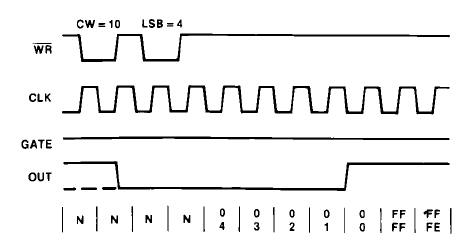 CW = 10 LSB = 4
WR
CLK
GATE
OUT
N N N N 0 0 0 0 0 FF FF
4 3 2 1 0 FF FE